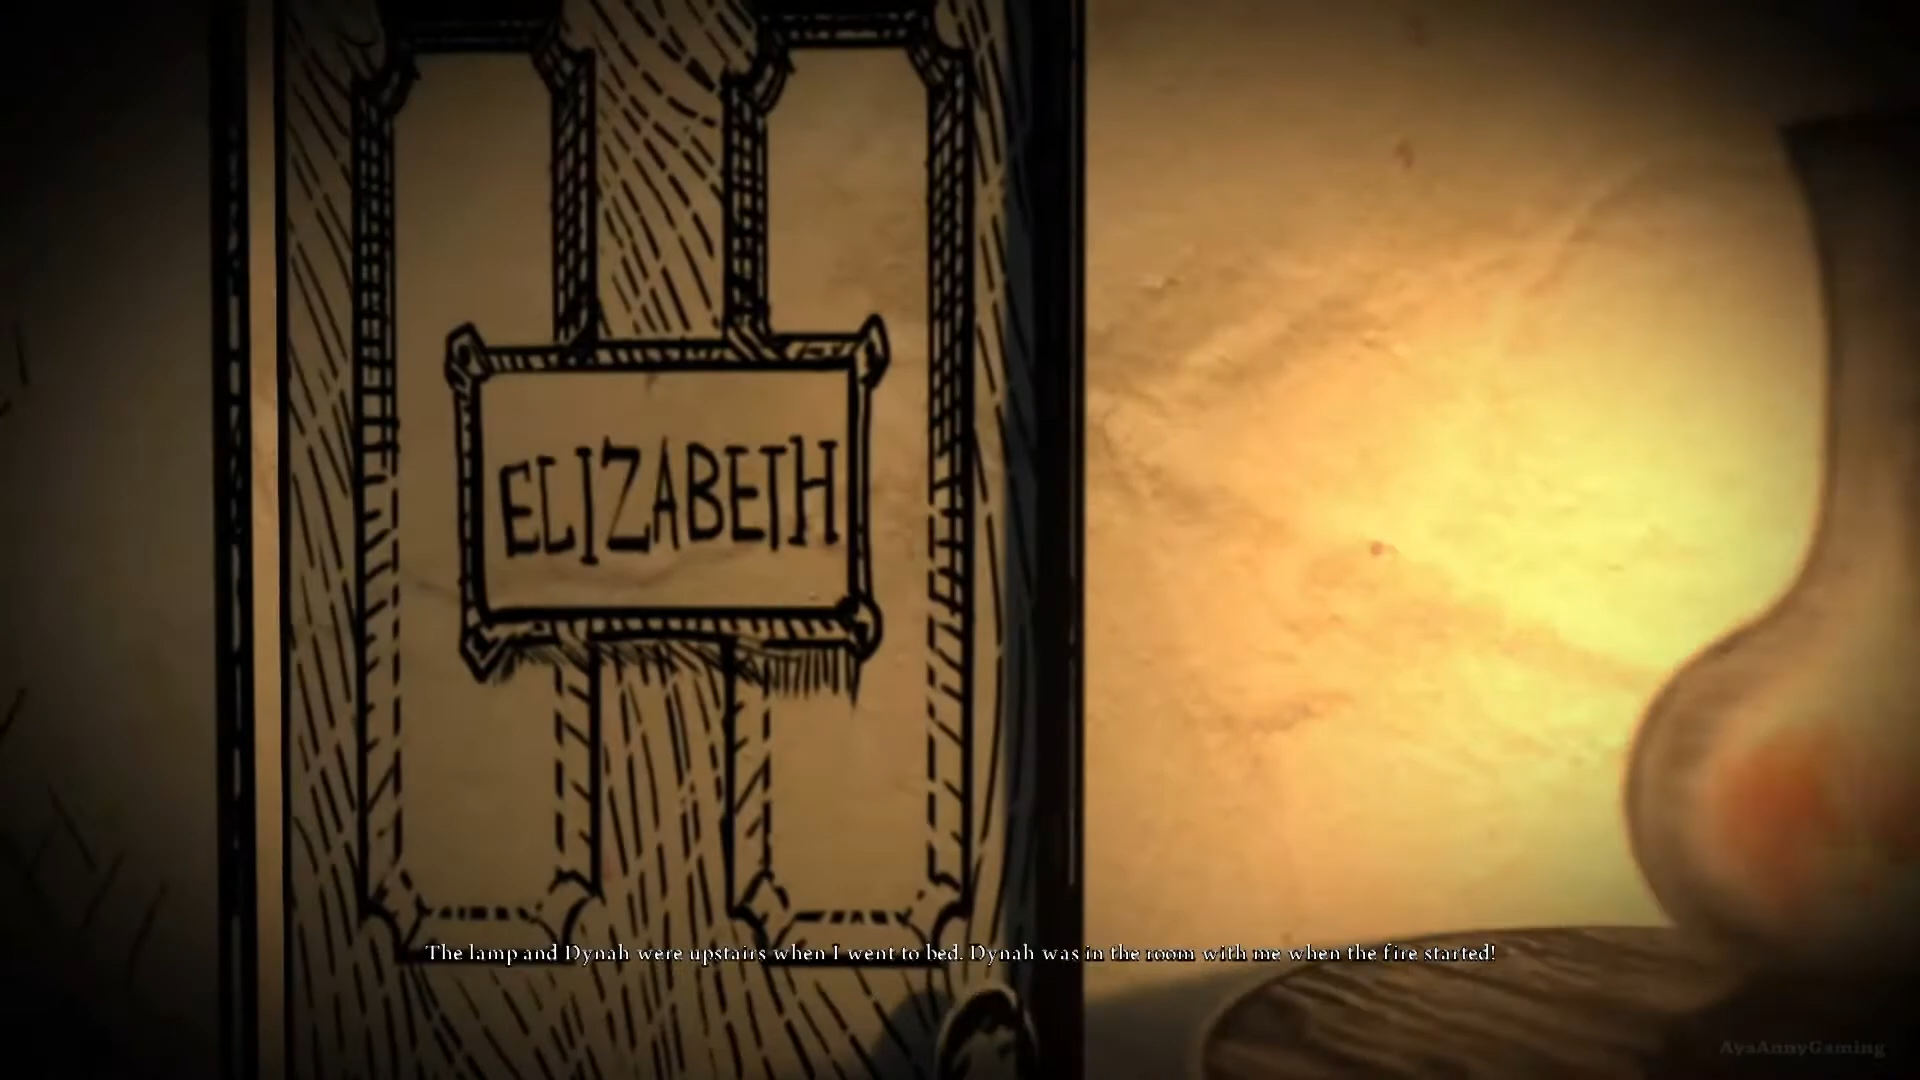 ELIZABETH
The lamp and Dynah were upstairs when I went to bed. Dynah was in the room with me when the fire started!
AyaAnnyGaming